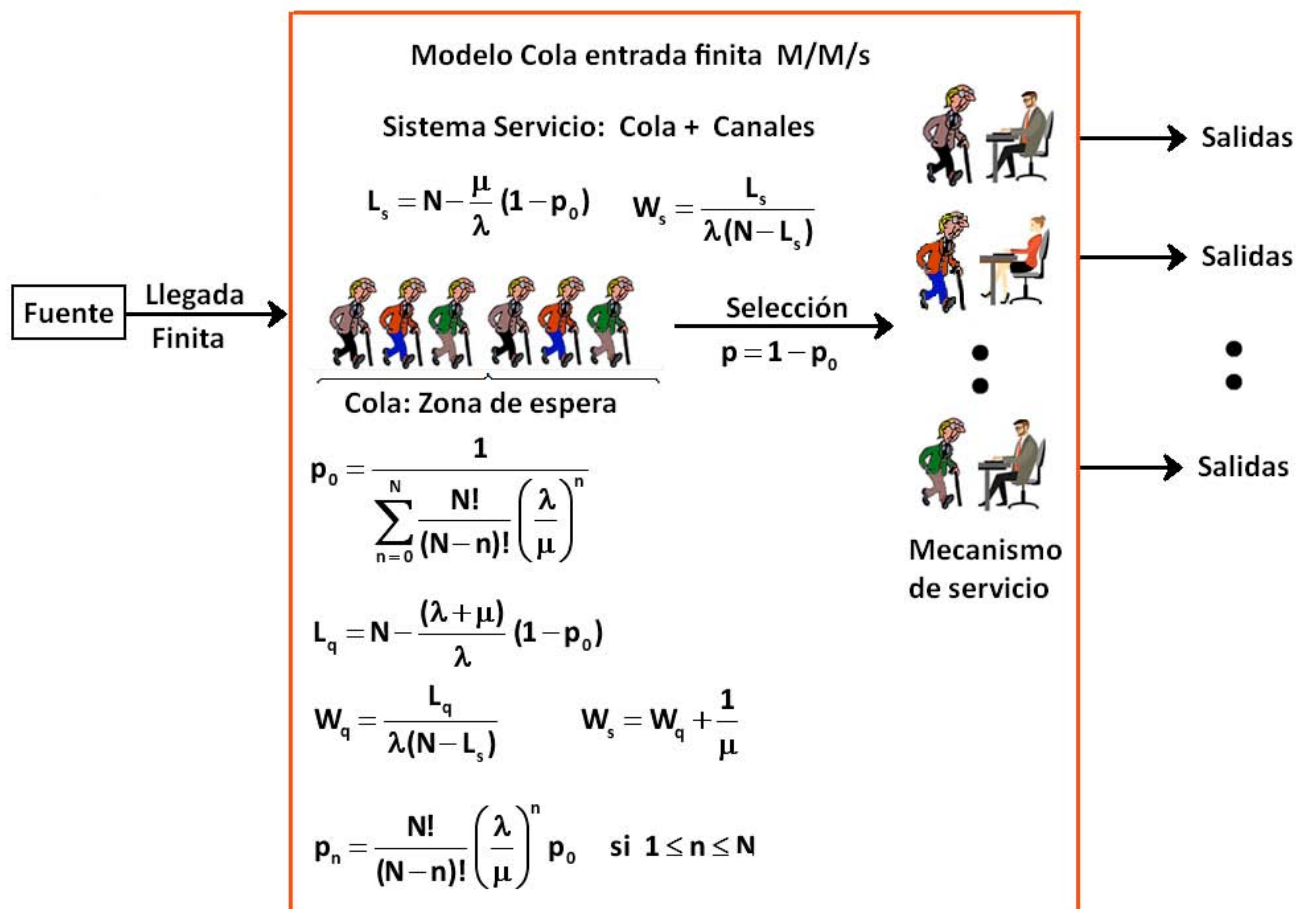 Modelo Cola entrada finita M/M/s
Sistema Servicio: Cola + Canales
L_s = N − μ/λ (1 − p_0)    W_s = L_s / λ(N − L_s)
Fuente
Llegada
Finita
Selección
p = 1 − p_0
Cola: Zona de espera
p_0 = 1 / ∑_{n=0}^{N} N!/(N − n)! (λ/μ)^n
L_q = N − (λ + μ)/λ (1 − p_0)
W_q = L_q / λ(N − L_s)    W_s = W_q + 1/μ
p_n = N!/(N − n)! (λ/μ)^n p_0   si 1 ≤ n ≤ N
Mecanismo
de servicio
Salidas
Salidas
Salidas